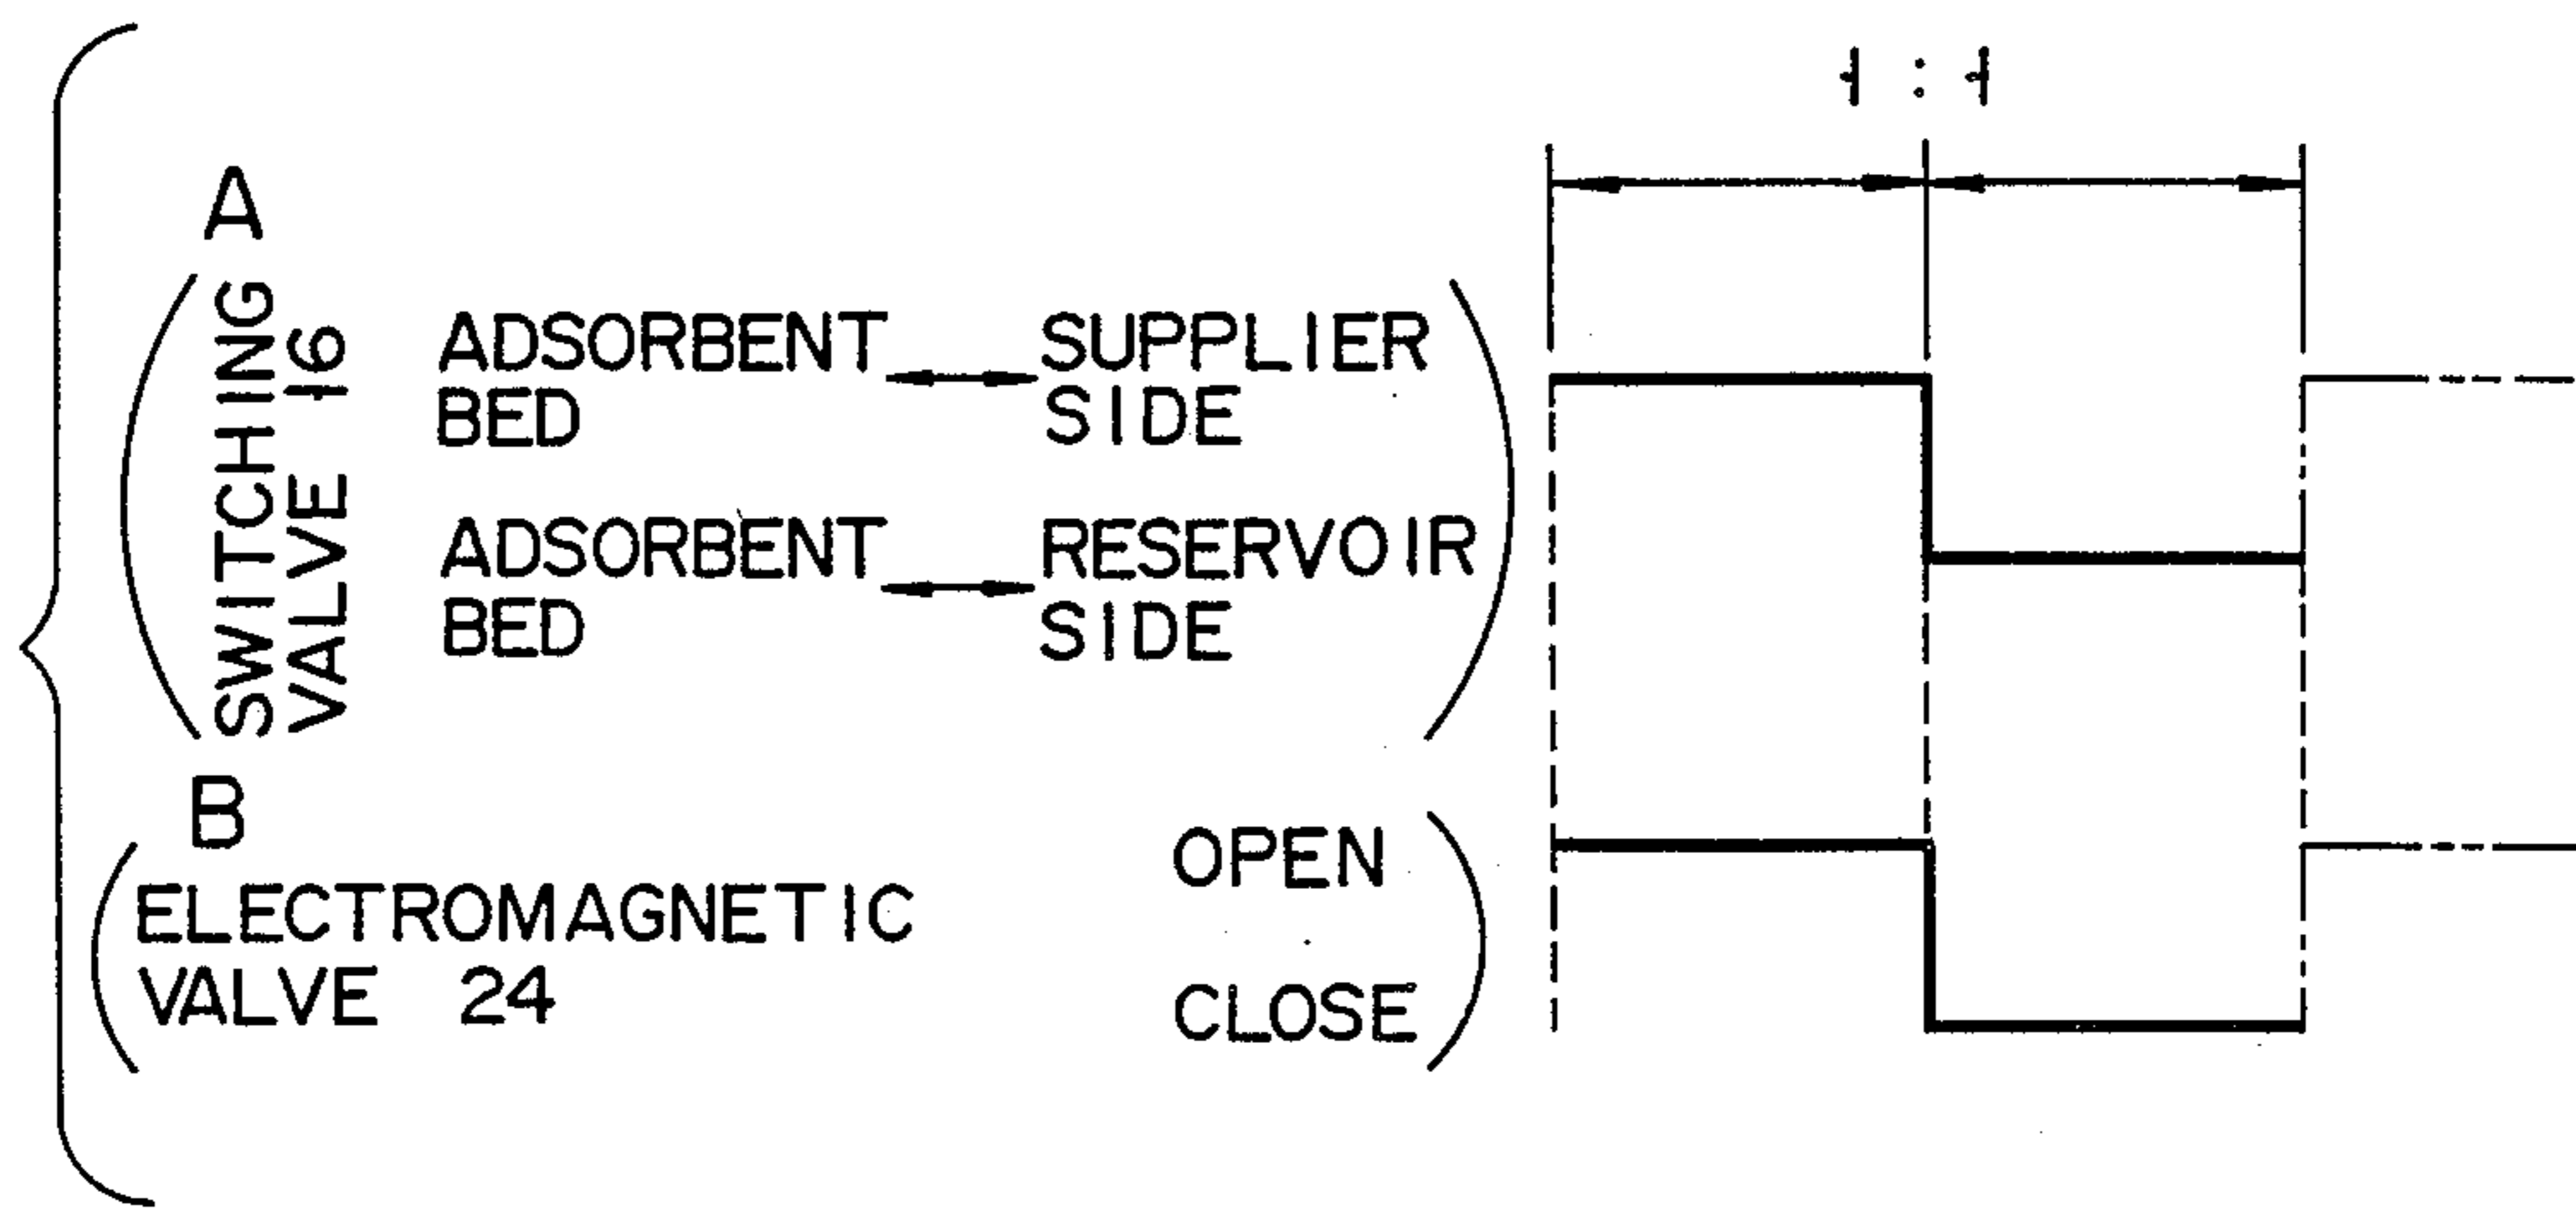 1 : 1
A
SWITCHING
VALVE 16
ADSORBENT SUPPLIER
BED SIDE
ADSORBENT RESERVOIR
BED SIDE
B
ELECTROMAGNETIC
VALVE 24
OPEN
CLOSE